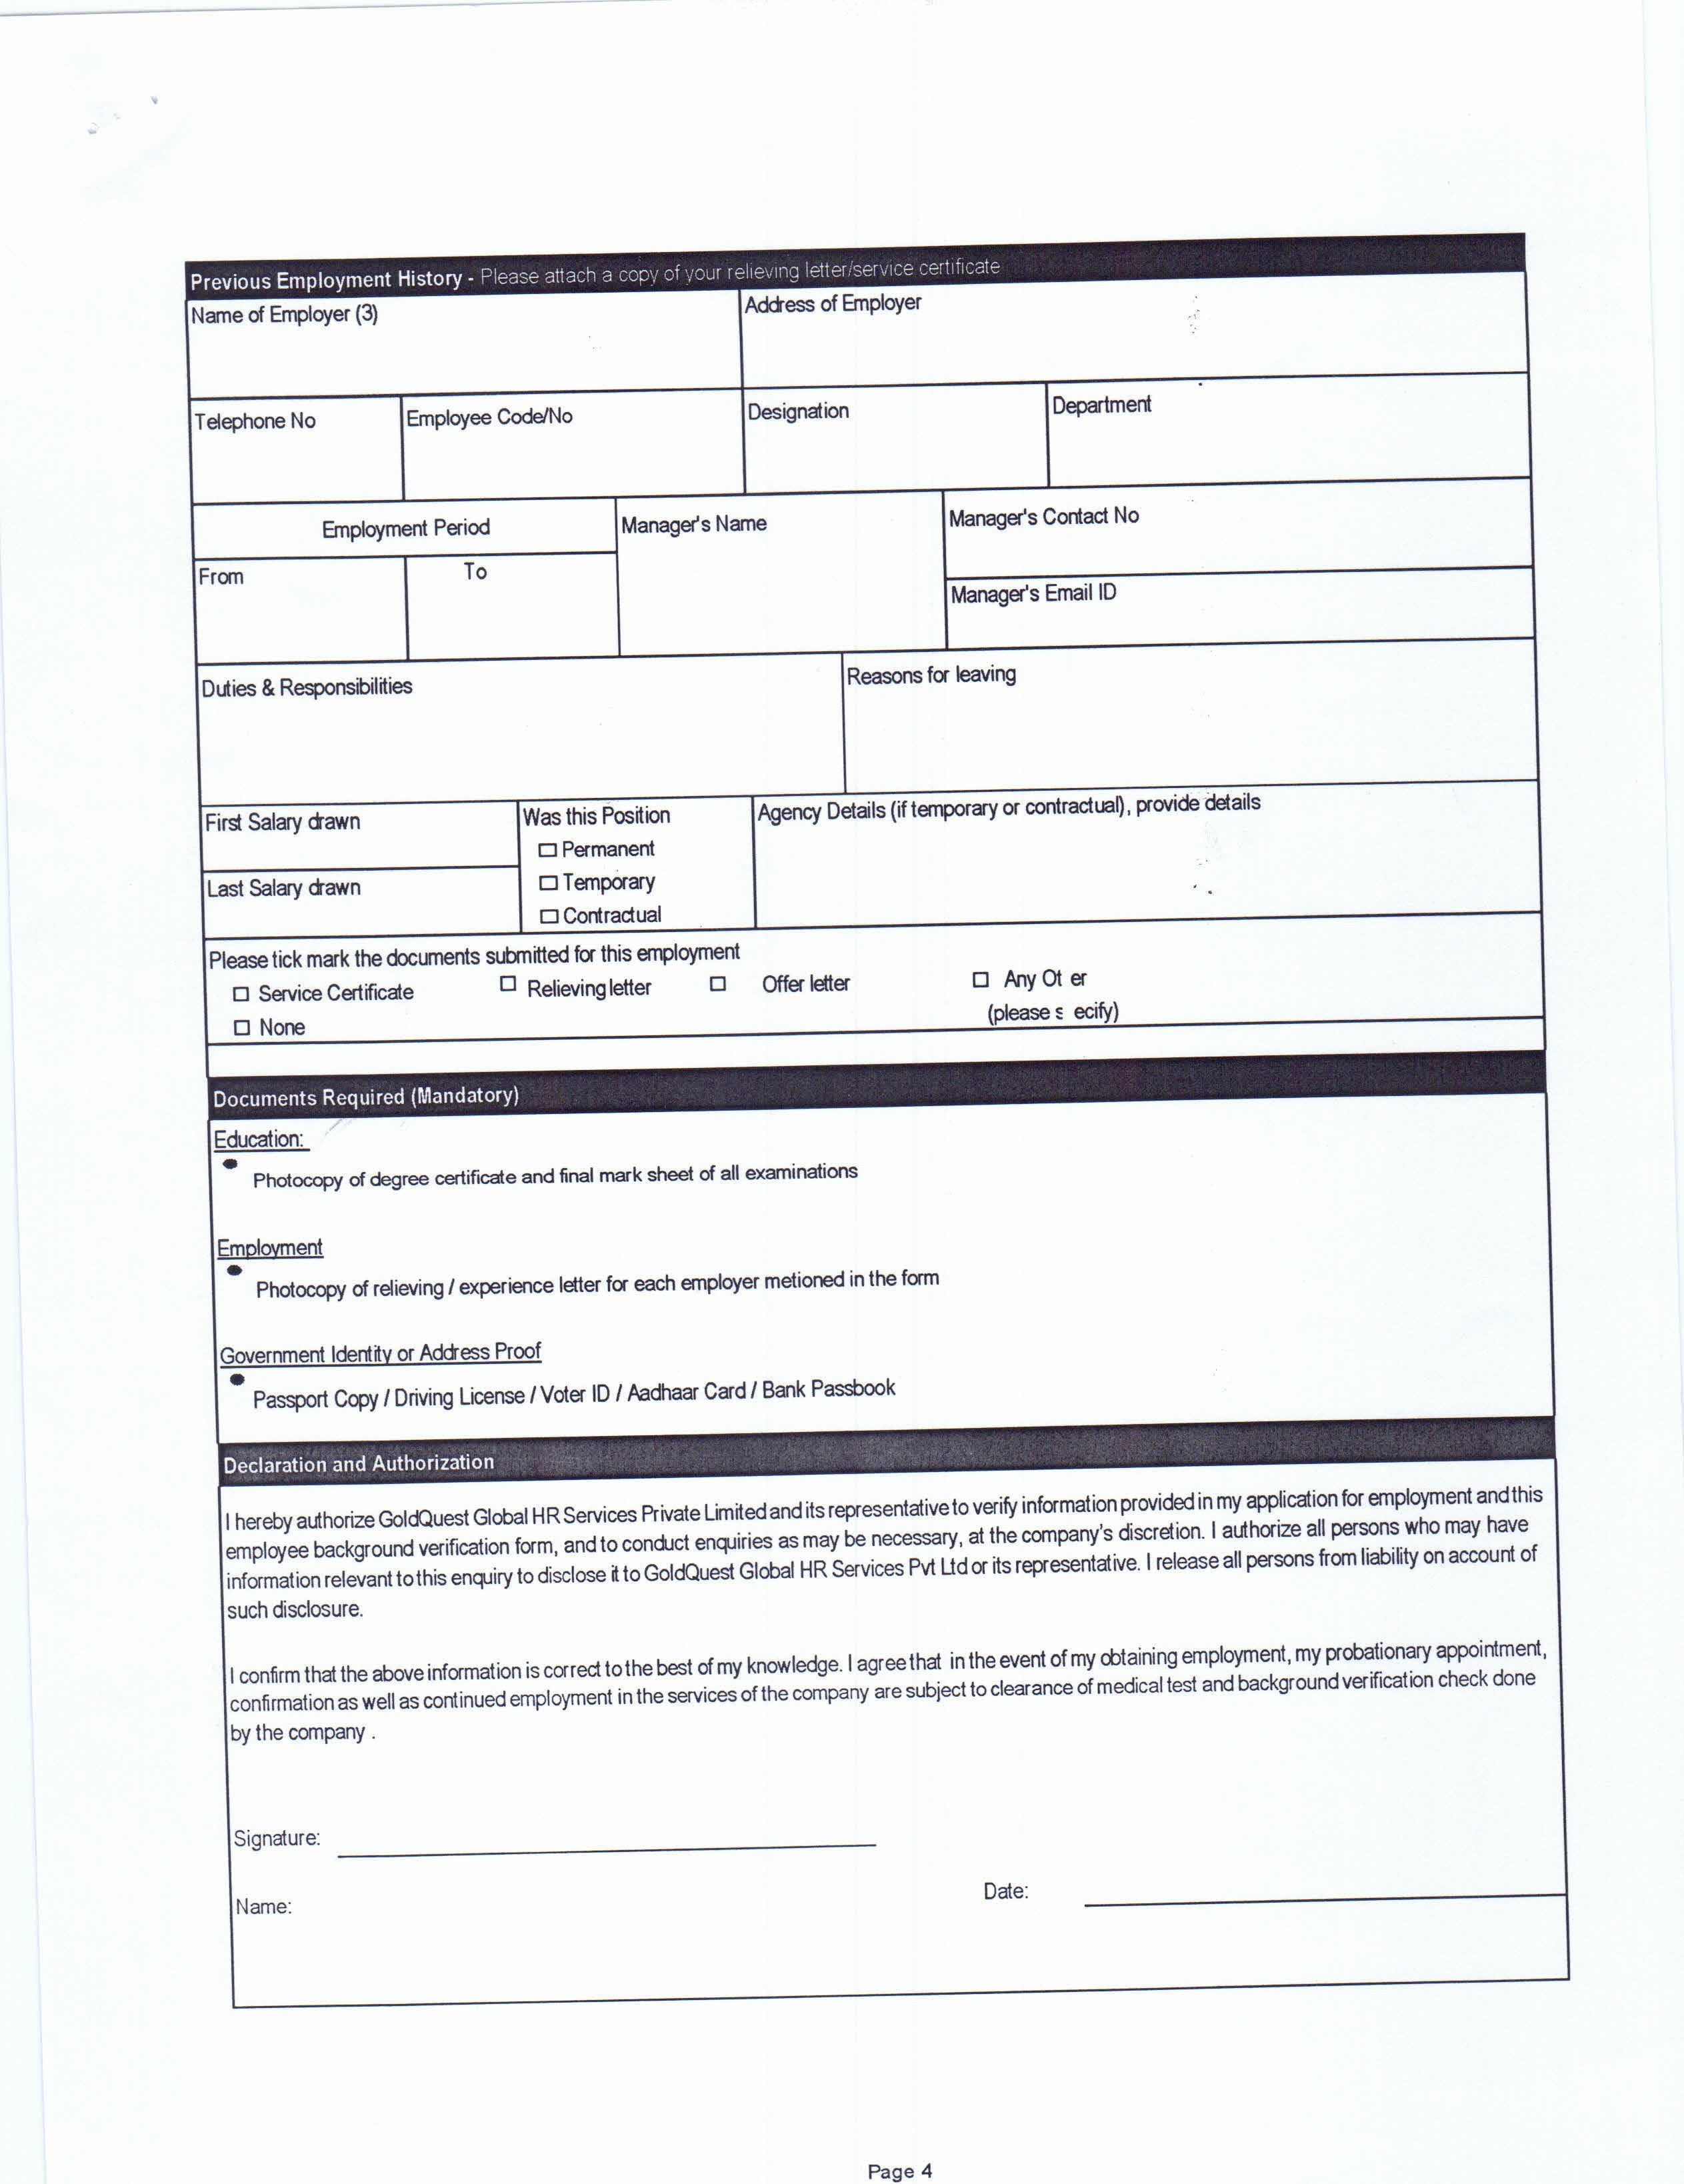 Previous Employment History - Please attach a copy of your relieving letter/service certificate
Name of Employer (3)
Address of Employer
Telephone No
Employee Code/No
Designation
Department
Employment Period
Manager's Name
Manager's Contact No
From
To
Manager's Email ID
Duties & Responsibilities
Reasons for leaving
First Salary drawn
Was this Position
Agency Details (if temporary or contractual), provide details
Permanent
Last Salary drawn
Temporary
Contractual
Please tick mark the documents submitted for this employment
Service Certificate
Relieving letter
Offer letter
Any Ot er
(please s ecify)
None
Documents Required (Mandatory)
Education:
Photocopy of degree certificate and final mark sheet of all examinations
Employment
Photocopy of relieving / experience letter for each employer metioned in the form
Government Identity or Address Proof
Passport Copy / Driving License / Voter ID / Aadhaar Card / Bank Passbook
Declaration and Authorization
I hereby authorize GoldQuest Global HR Services Private Limited and its representative to verify information provided in my application for employment and this
employee background verification form, and to conduct enquiries as may be necessary, at the company's discretion. I authorize all persons who may have
information relevant to this enquiry to disclose it to GoldQuest Global HR Services Pvt Ltd or its representative. I release all persons from liability on account of
such disclosure.
I confirm that the above information is correct to the best of my knowledge. I agree that in the event of my obtaining employment, my probationary appointment,
confirmation as well as continued employment in the services of the company are subject to clearance of medical test and background verification check done
by the company .
Signature:
Name:
Date:
Page 4